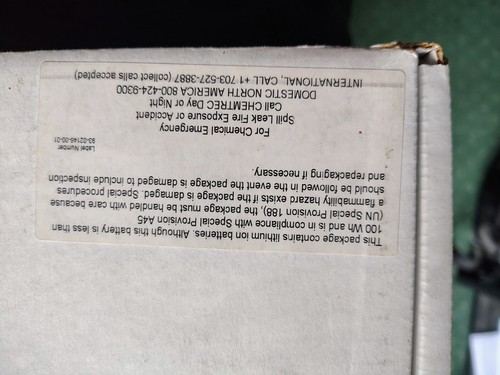 This package contains lithium ion batteries. Although this battery is less than
100 Wh and is in compliance with Special Provision A45
(UN Special Provision 188), the package must be handled with care because
a flammability hazard exists if the package is damaged. Special procedures
should be followed in the event the package is damaged to include inspection
and repackaging if necessary.
Label Number
93-02146-00-01
For Chemical Emergency
Spill Leak Fire Exposure or Accident
Call CHEMTREC Day or Night
DOMESTIC NORTH AMERICA 800-424-9300
INTERNATIONAL, CALL +1 703-527-3887 (collect calls accepted)